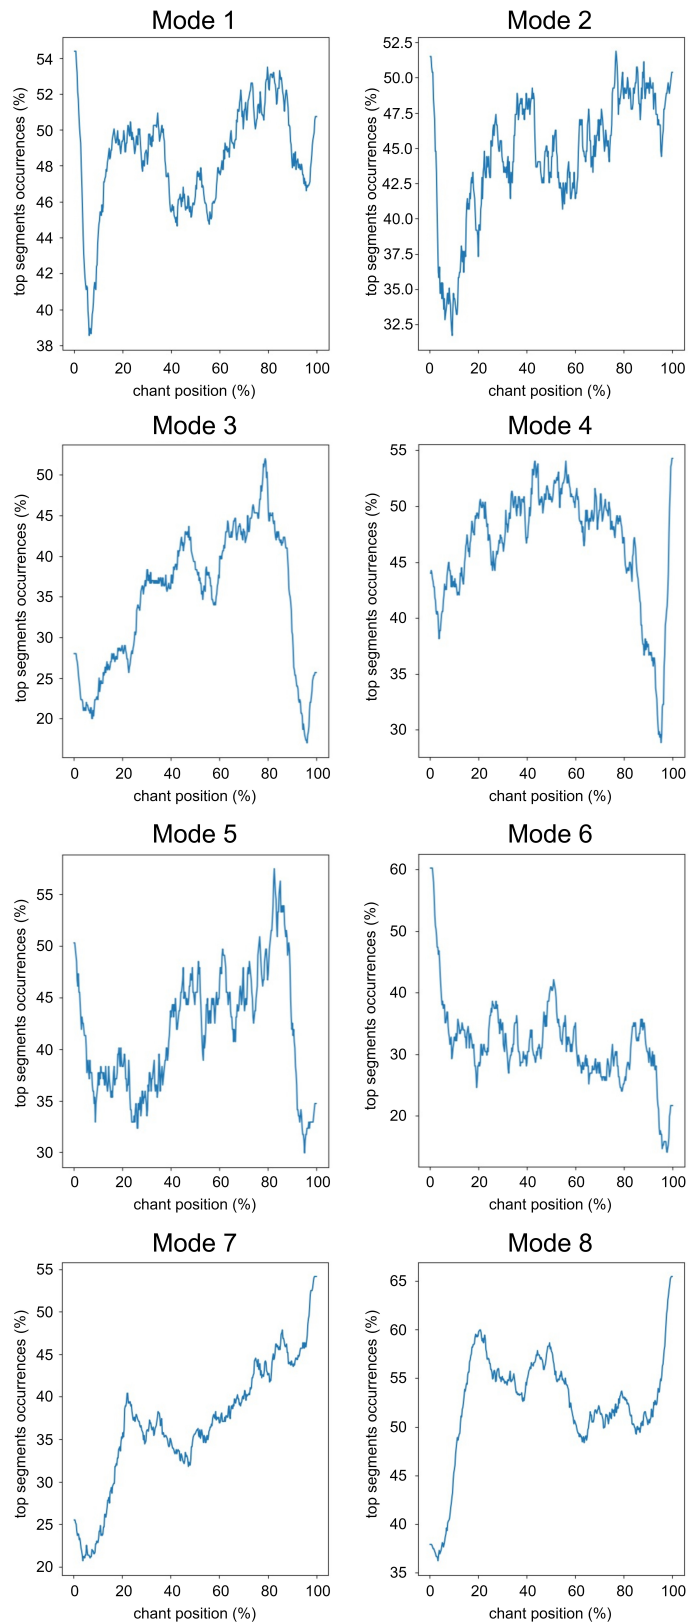 Mode 1
top segments occurrences (%)
54
52
50
48
46
44
42
40
38
0 20 40 60 80 100
chant position (%)
Mode 2
top segments occurrences (%)
52.5
50.0
47.5
45.0
42.5
40.0
37.5
35.0
32.5
0 20 40 60 80 100
chant position (%)
Mode 3
top segments occurrences (%)
50
45
40
35
30
25
20
0 20 40 60 80 100
chant position (%)
Mode 4
top segments occurrences (%)
55
50
45
40
35
30
0 20 40 60 80 100
chant position (%)
Mode 5
top segments occurrences (%)
55
50
45
40
35
30
0 20 40 60 80 100
chant position (%)
Mode 6
top segments occurrences (%)
60
50
40
30
20
0 20 40 60 80 100
chant position (%)
Mode 7
top segments occurrences (%)
55
50
45
40
35
30
25
20
0 20 40 60 80 100
chant position (%)
Mode 8
top segments occurrences (%)
65
60
55
50
45
40
35
0 20 40 60 80 100
chant position (%)